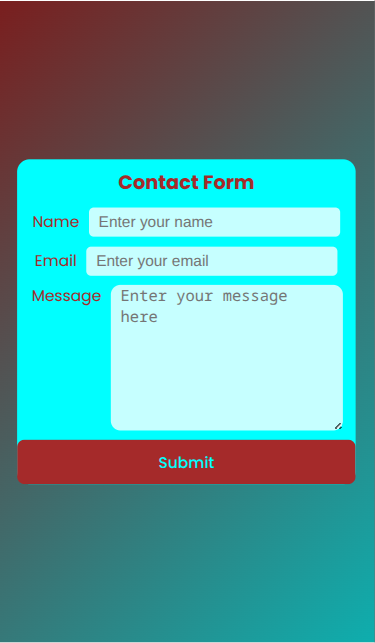 Contact Form
Name Enter your name
Email Enter your email
Message Enter your message
here
Submit